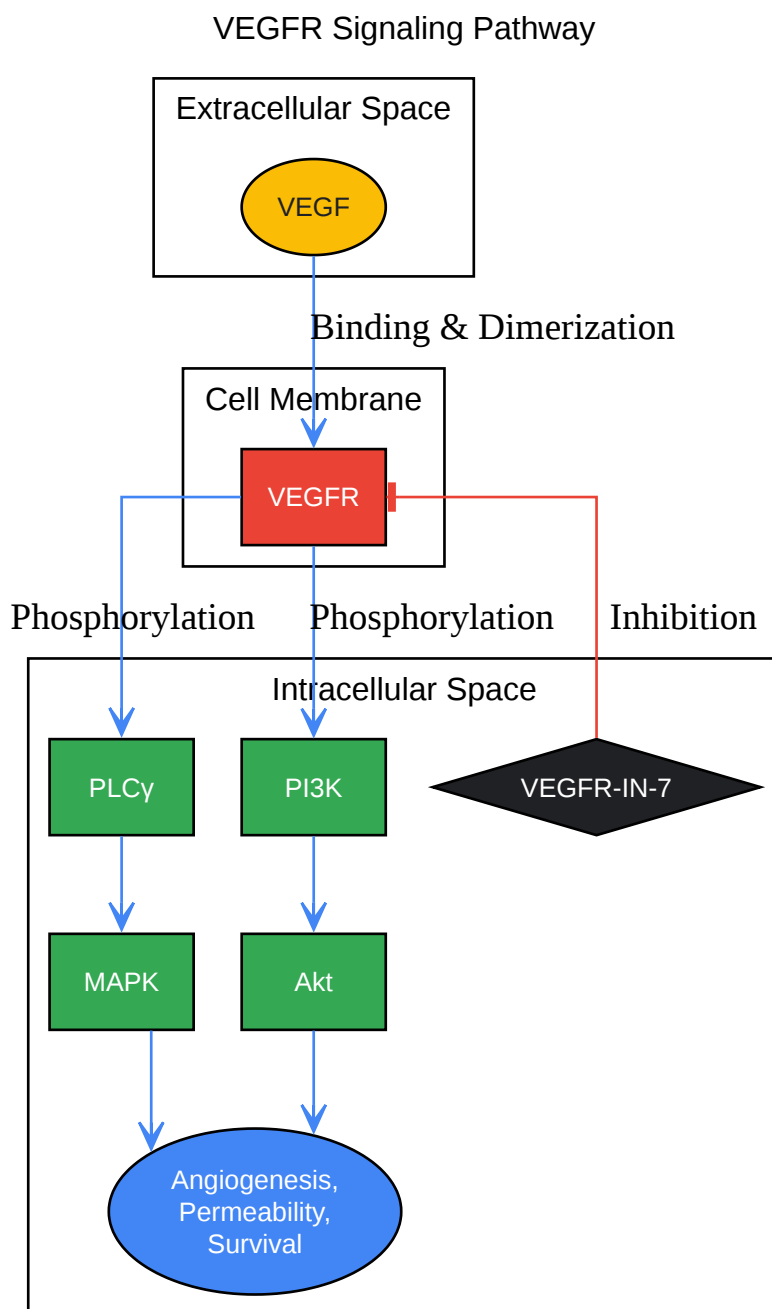 VEGFR Signaling Pathway
Extracellular Space
VEGF
Binding & Dimerization
Cell Membrane
VEGFR
Phosphorylation
Phosphorylation
Inhibition
Intracellular Space
PLCγ
PI3K
VEGFR-IN-7
MAPK
Akt
Angiogenesis,
Permeability,
Survival